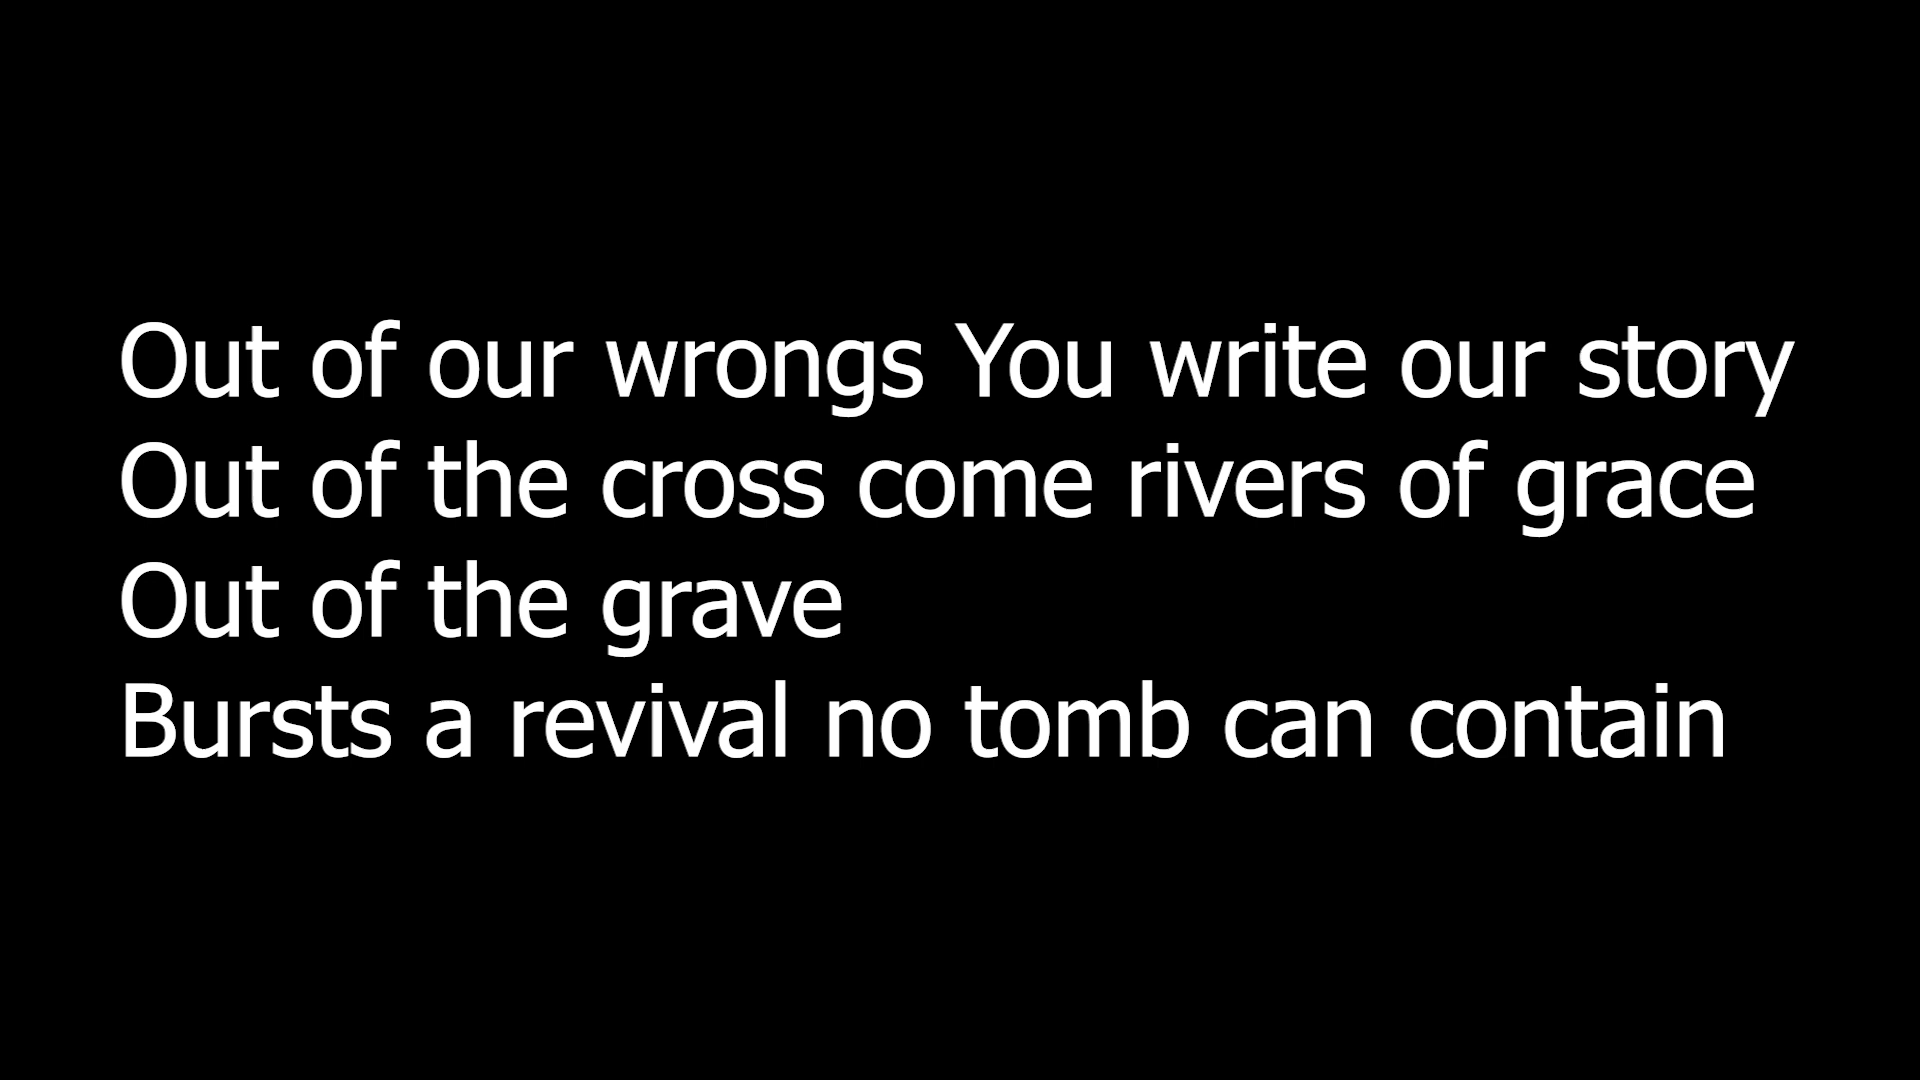 Out of our wrongs You write our story
Out of the cross come rivers of grace
Out of the grave
Bursts a revival no tomb can contain